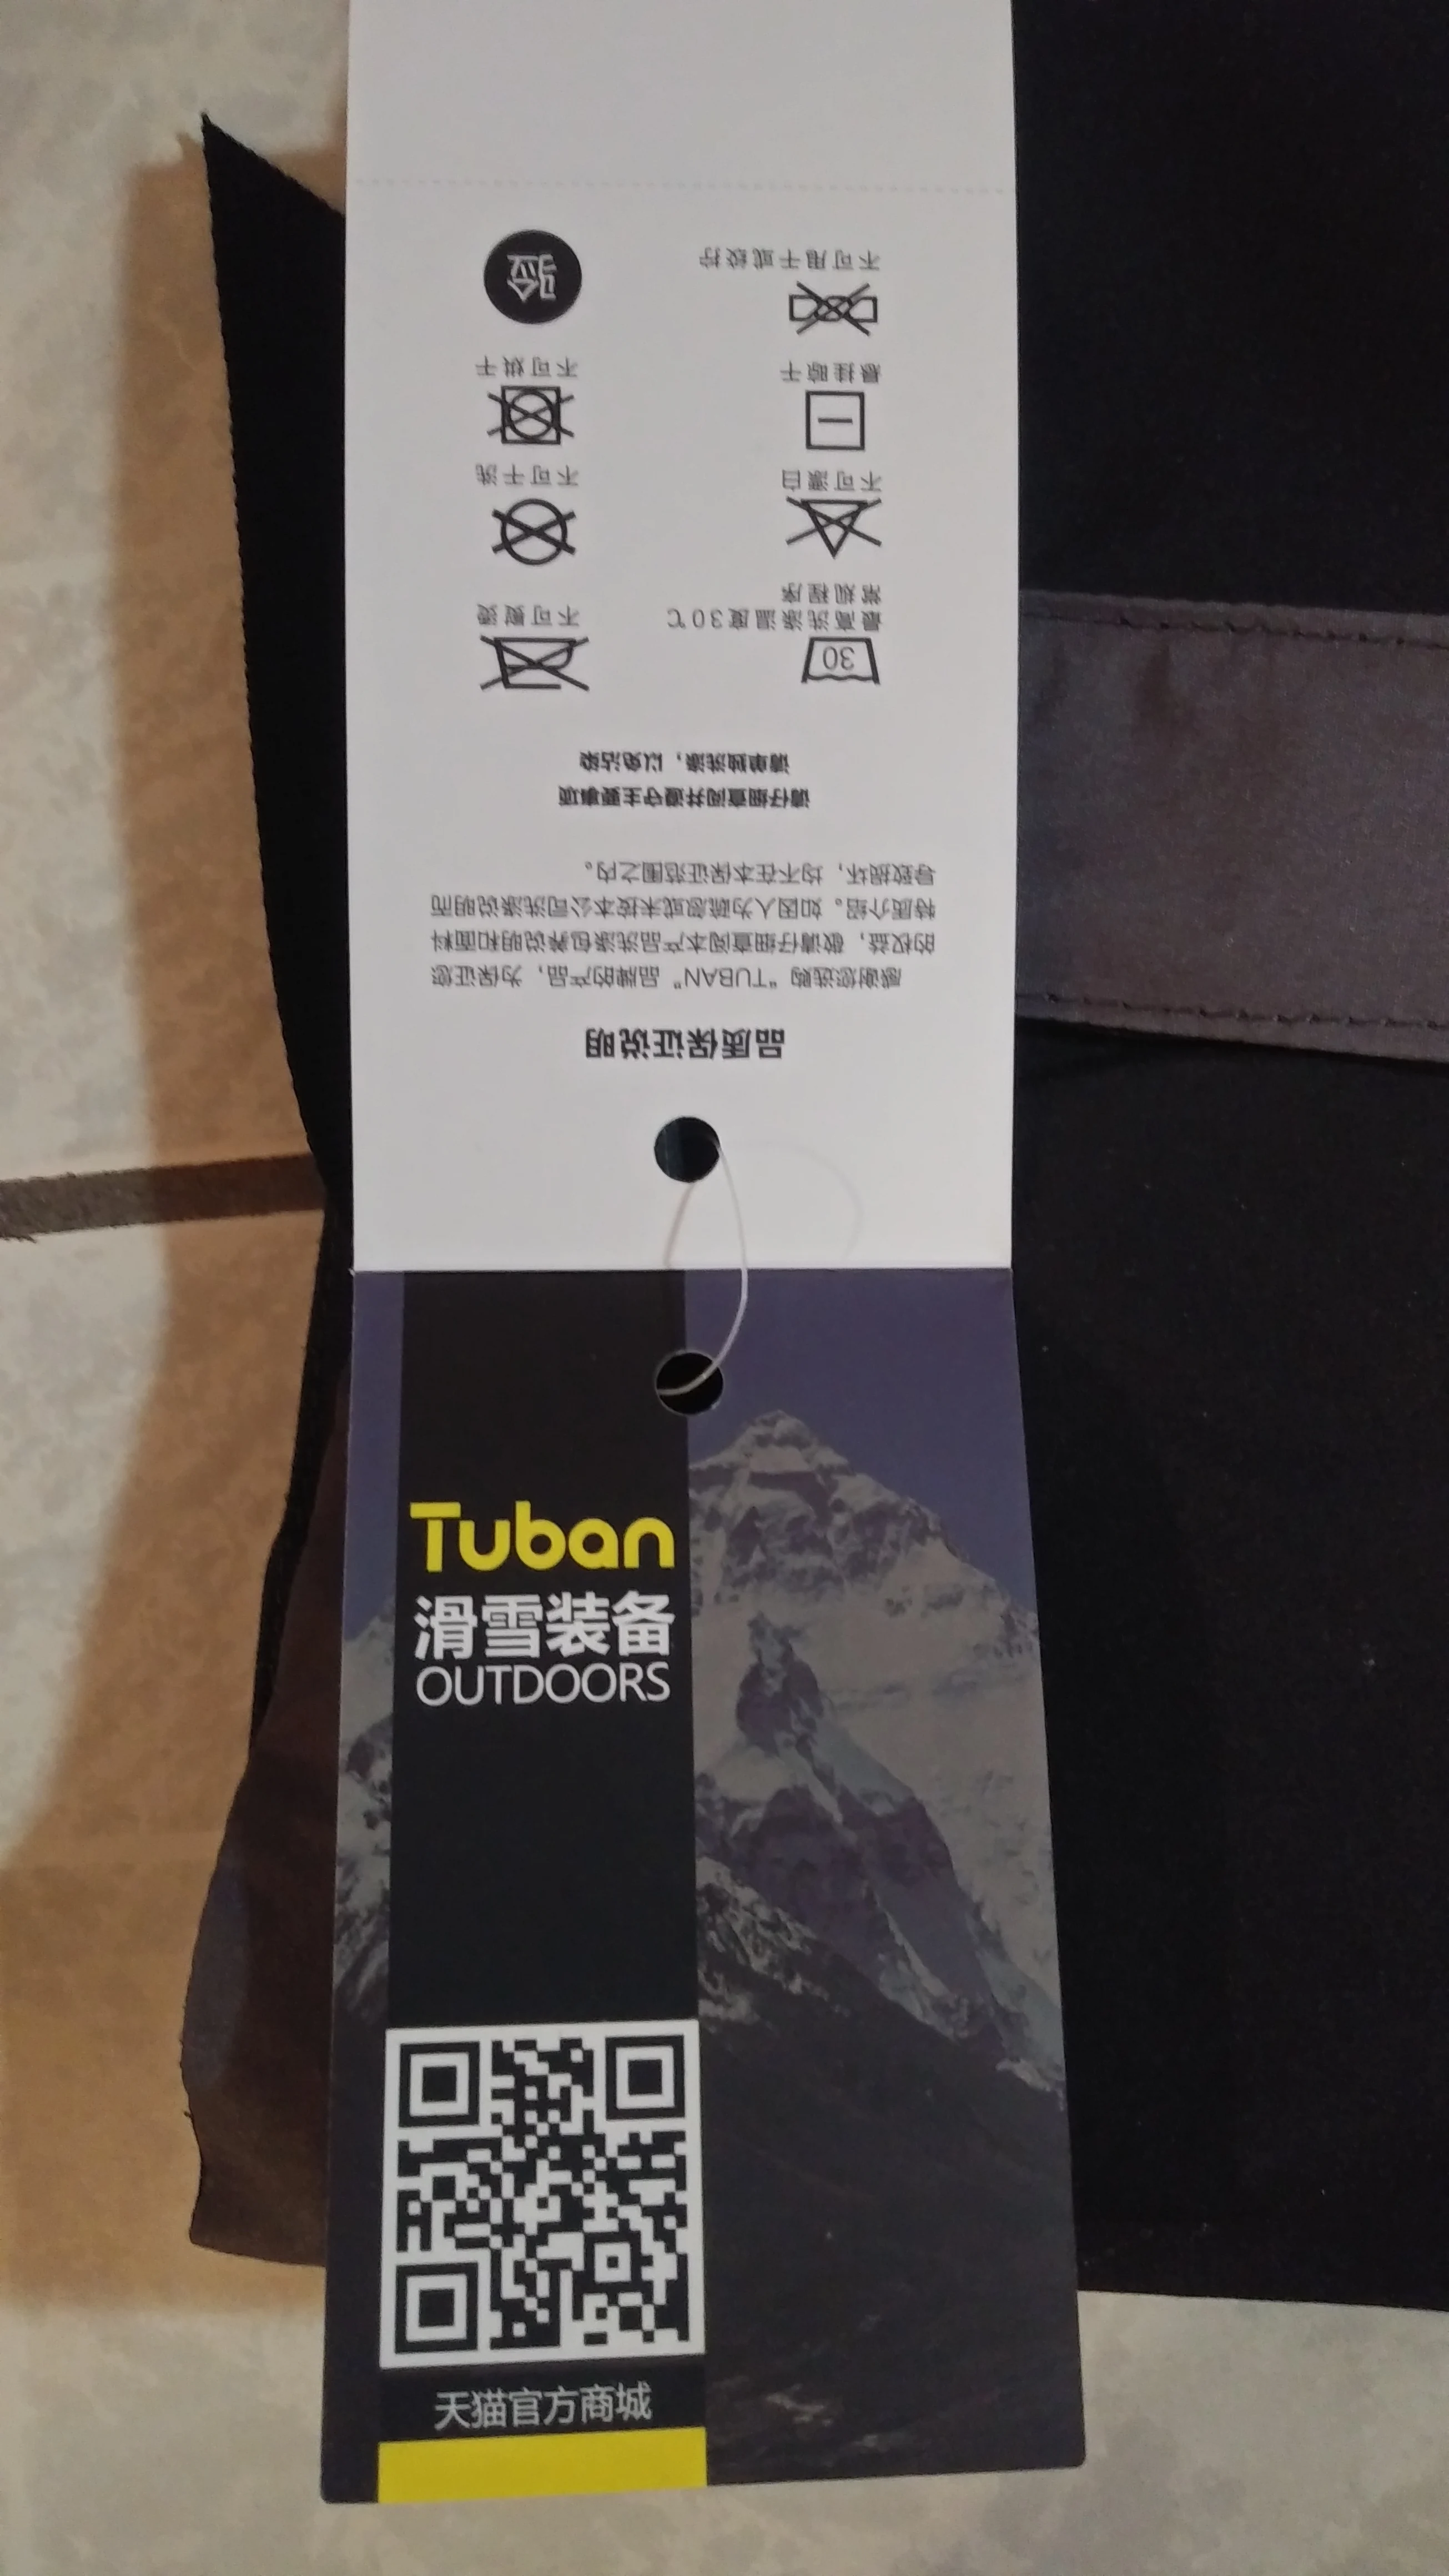 Tuban
滑雪装备
OUTDOORS
天猫官方商城
品质保证说明
感谢您选购“TUBAN”品牌的产品，为保证您
的权益，敬请仔细查阅本产品洗涤包养说明和面料
特质介绍。如因人为疏忽或未按本公司洗涤说明而
导致损坏，均不在本保证范围之内。
请仔细查阅并遵守主要事项
请单独洗涤，以免沾染
30
最高洗涤温度30℃
常规程序
不可熨烫
不可漂白
不可干洗
悬挂晾干
不可烘干
不可甩干或绞拧
验